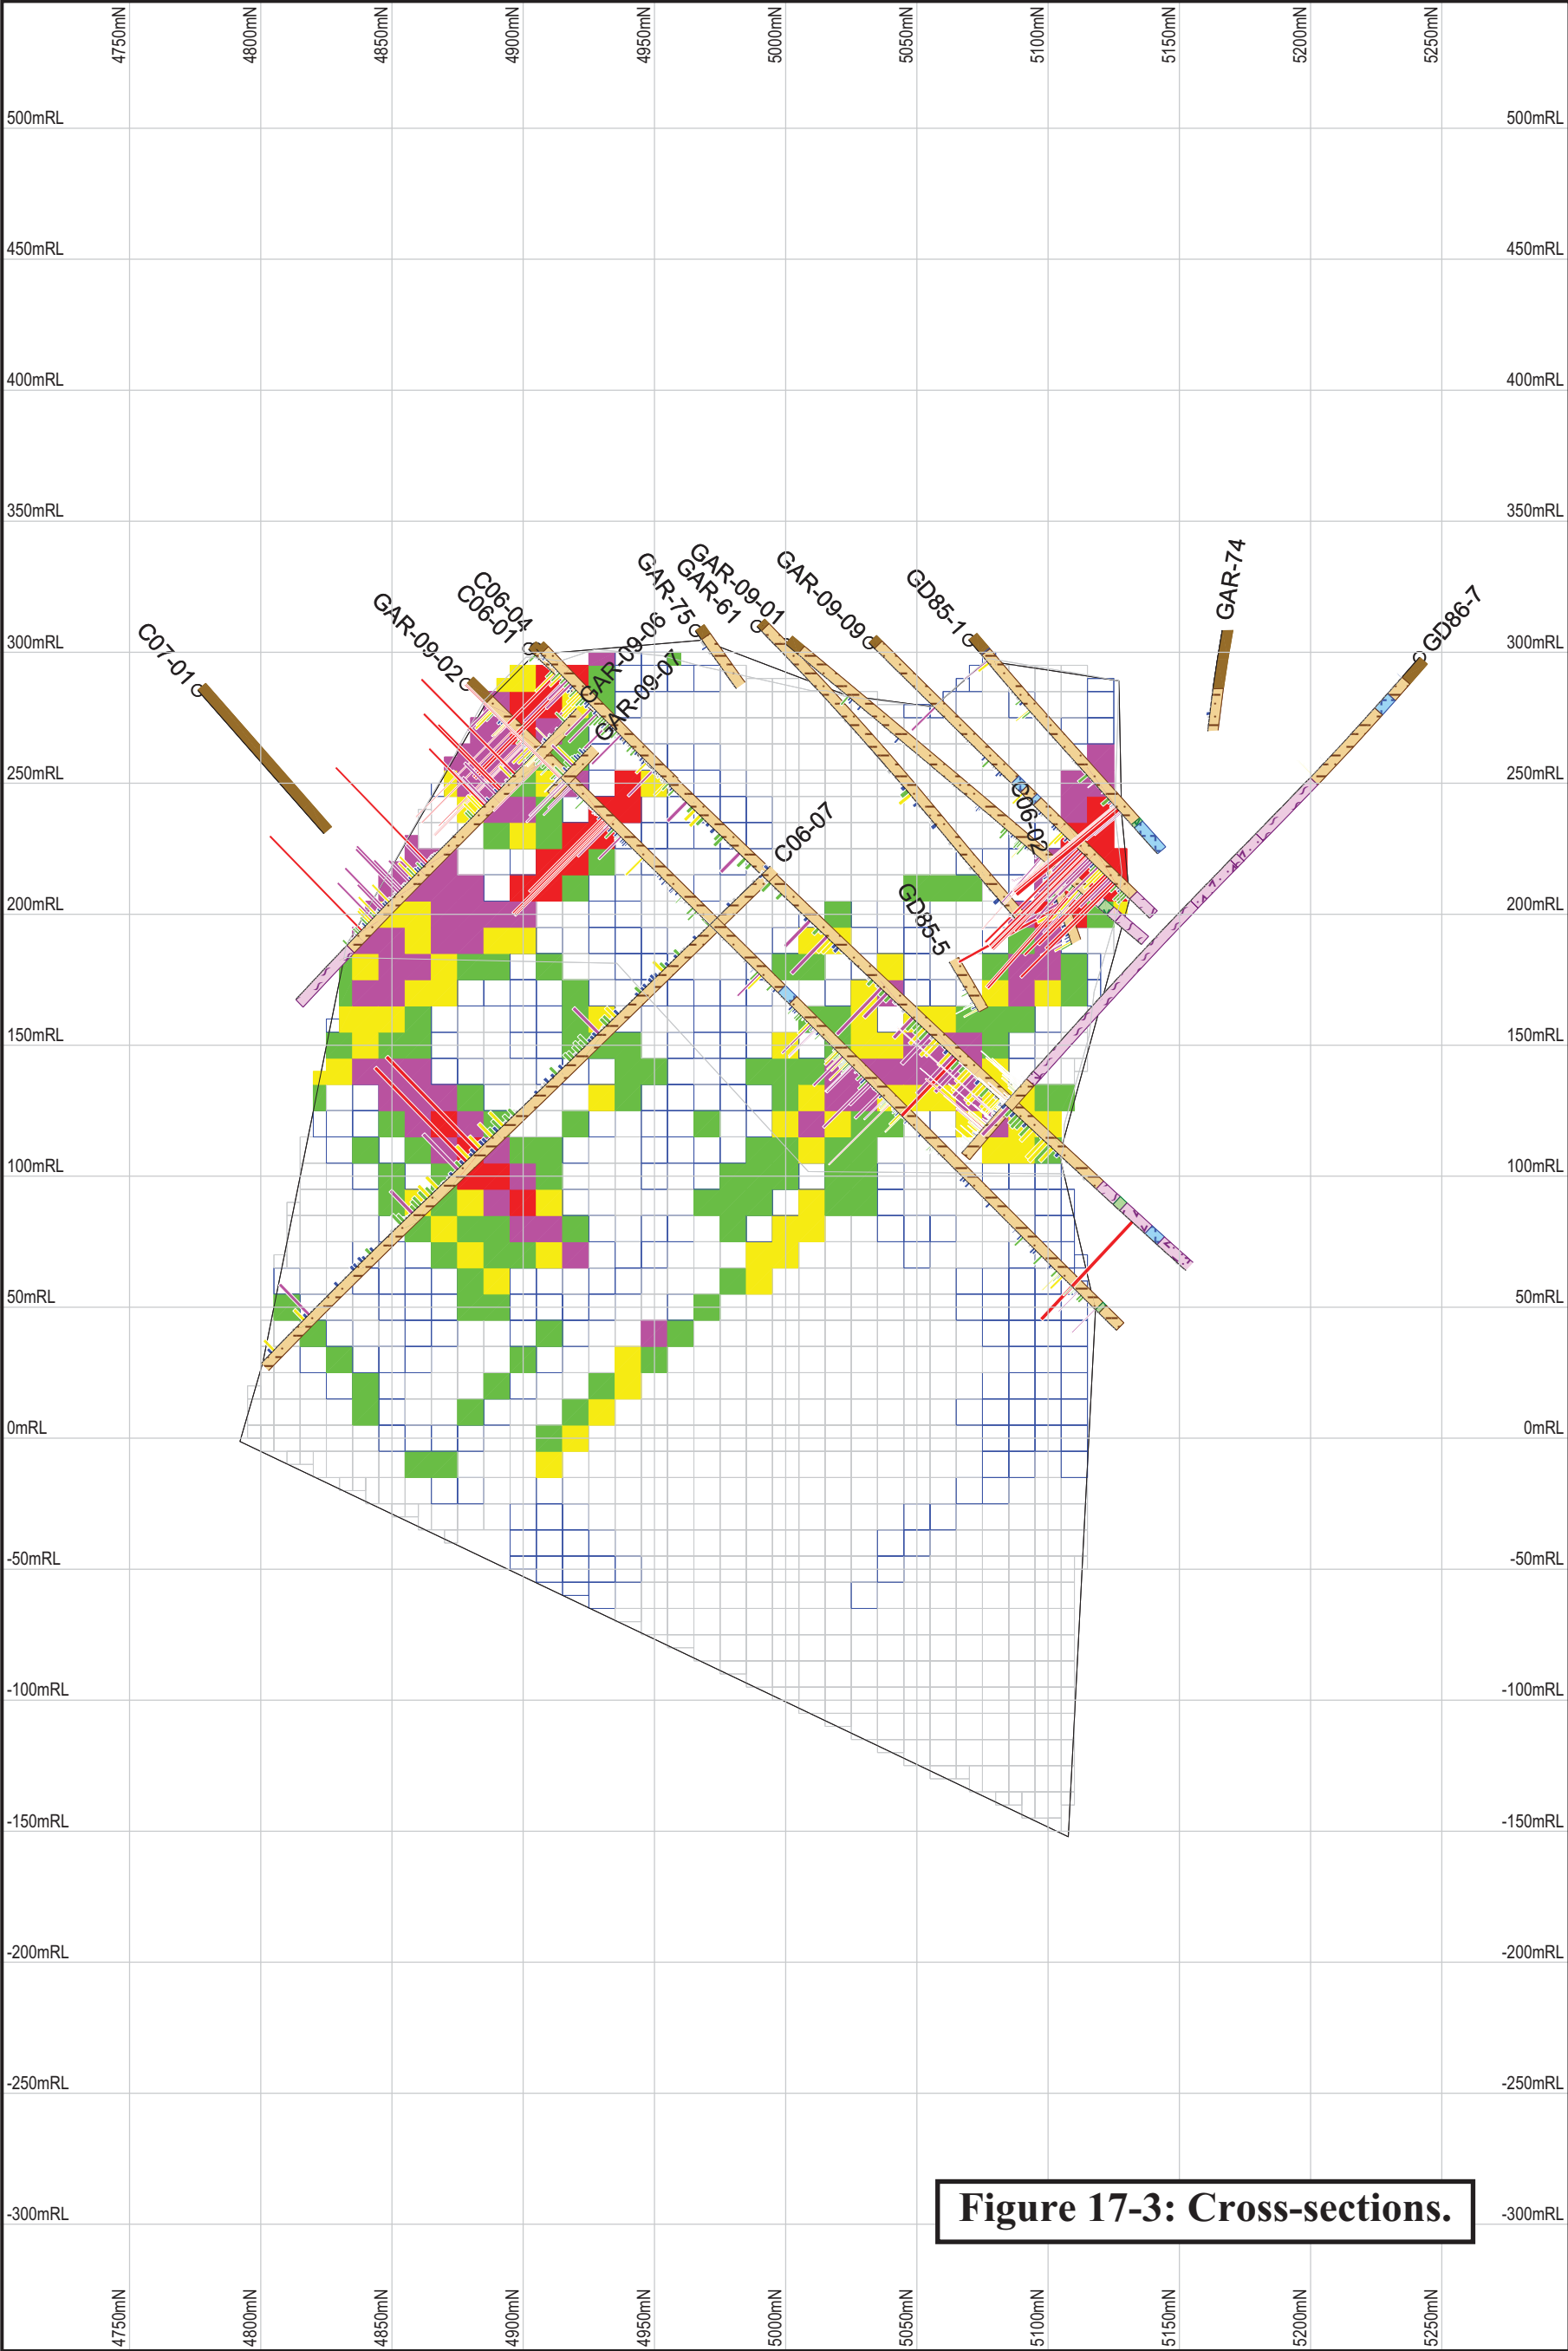 4750mN
4800mN
4850mN
4900mN
4950mN
5000mN
5050mN
5100mN
5150mN
5200mN
5250mN
500mRL
500mRL
450mRL
450mRL
400mRL
400mRL
350mRL
350mRL
300mRL
300mRL
250mRL
250mRL
200mRL
200mRL
150mRL
150mRL
100mRL
100mRL
50mRL
50mRL
0mRL
0mRL
-50mRL
-50mRL
-100mRL
-100mRL
-150mRL
-150mRL
-200mRL
-200mRL
-250mRL
-250mRL
-300mRL
-300mRL
C07-01
GAR-09-02
C06-04
C06-01
GAR-09-06
GAR-09-07
GAR-75
GAR-61
GAR-09-01
GAR-09-09
GD85-1
GAR-74
GD86-7
C06-07
C06-02
GD85-5
Figure 17-3: Cross-sections.
4750mN
4800mN
4850mN
4900mN
4950mN
5000mN
5050mN
5100mN
5150mN
5200mN
5250mN